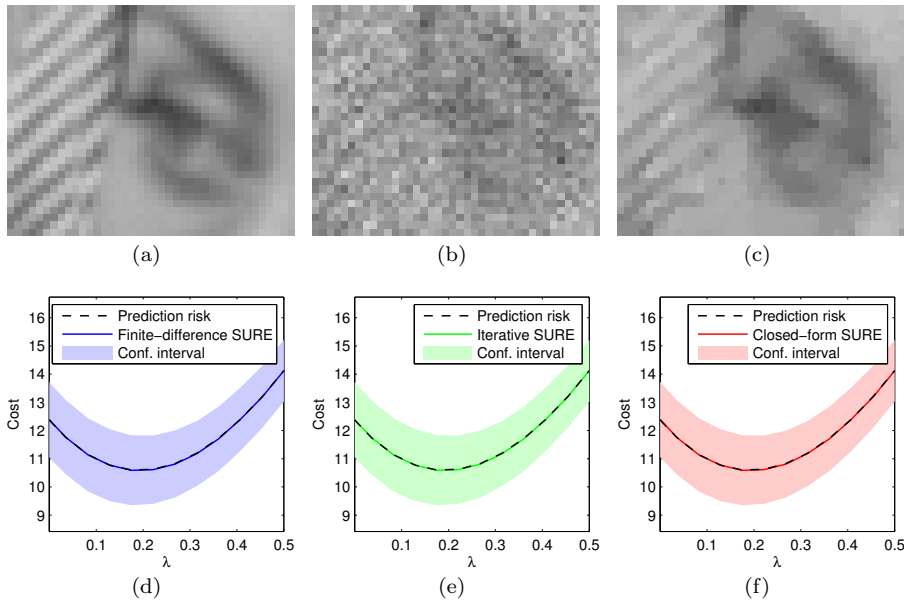 (a)
(b)
(c)
16
15
14
13
12
11
10
9
Cost
0.1
0.2
0.3
0.4
0.5
λ
Prediction risk
Finite−difference SURE
Conf. interval
(d)
16
15
14
13
12
11
10
9
Cost
0.1
0.2
0.3
0.4
0.5
λ
Prediction risk
Iterative SURE
Conf. interval
(e)
16
15
14
13
12
11
10
9
Cost
0.1
0.2
0.3
0.4
0.5
λ
Prediction risk
Closed−form SURE
Conf. interval
(f)